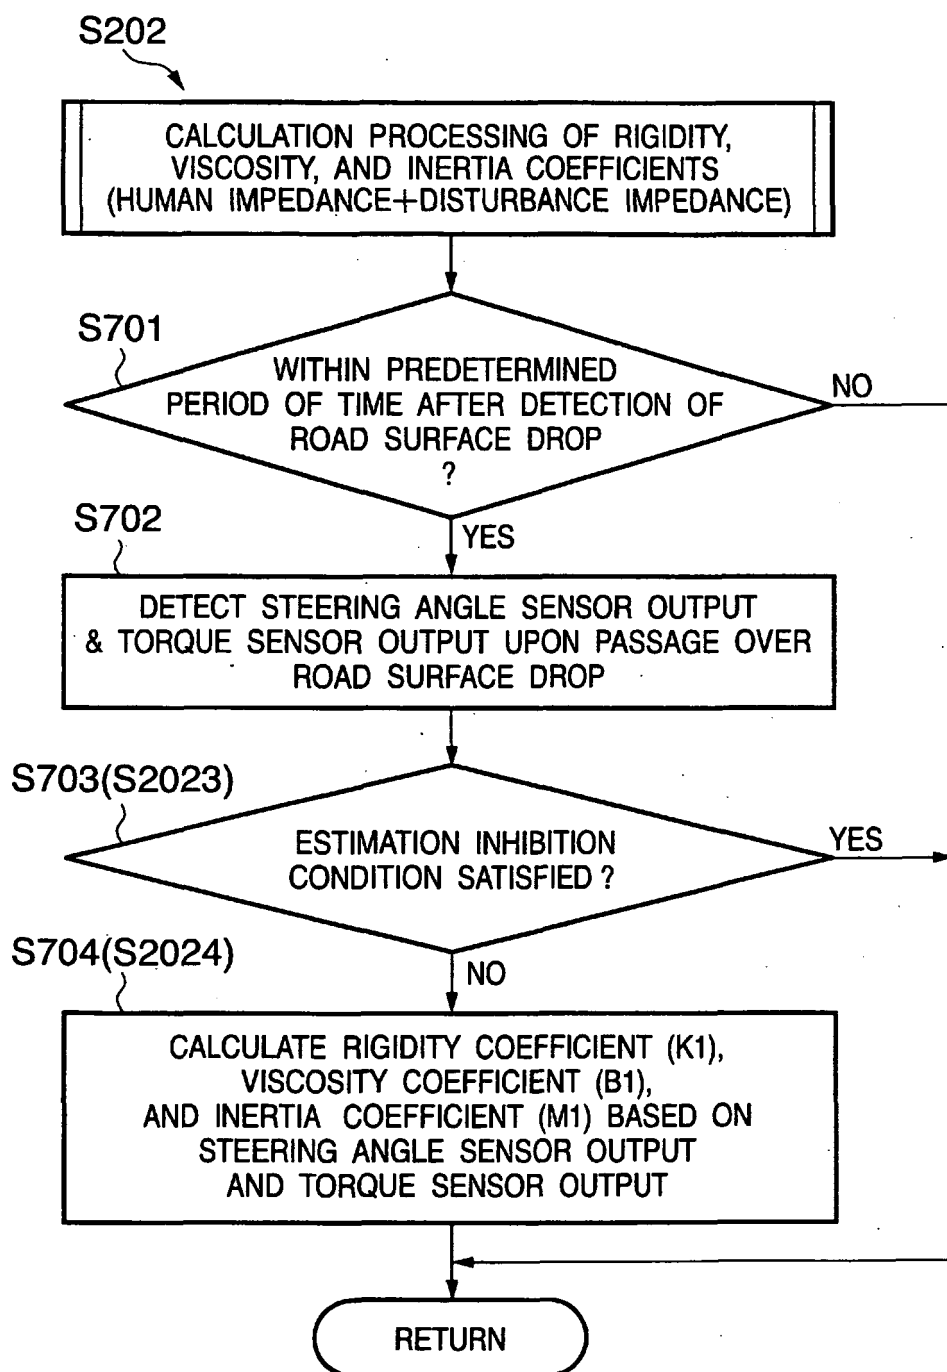 S202
CALCULATION PROCESSING OF RIGIDITY,
VISCOSITY, AND INERTIA COEFFICIENTS
(HUMAN IMPEDANCE+DISTURBANCE IMPEDANCE)
S701
WITHIN PREDETERMINED
PERIOD OF TIME AFTER DETECTION OF
ROAD SURFACE DROP
?
NO
YES
S702
DETECT STEERING ANGLE SENSOR OUTPUT
& TORQUE SENSOR OUTPUT UPON PASSAGE OVER
ROAD SURFACE DROP
S703(S2023)
ESTIMATION INHIBITION
CONDITION SATISFIED?
YES
NO
S704(S2024)
CALCULATE RIGIDITY COEFFICIENT (K1),
VISCOSITY COEFFICIENT (B1),
AND INERTIA COEFFICIENT (M1) BASED ON
STEERING ANGLE SENSOR OUTPUT
AND TORQUE SENSOR OUTPUT
RETURN